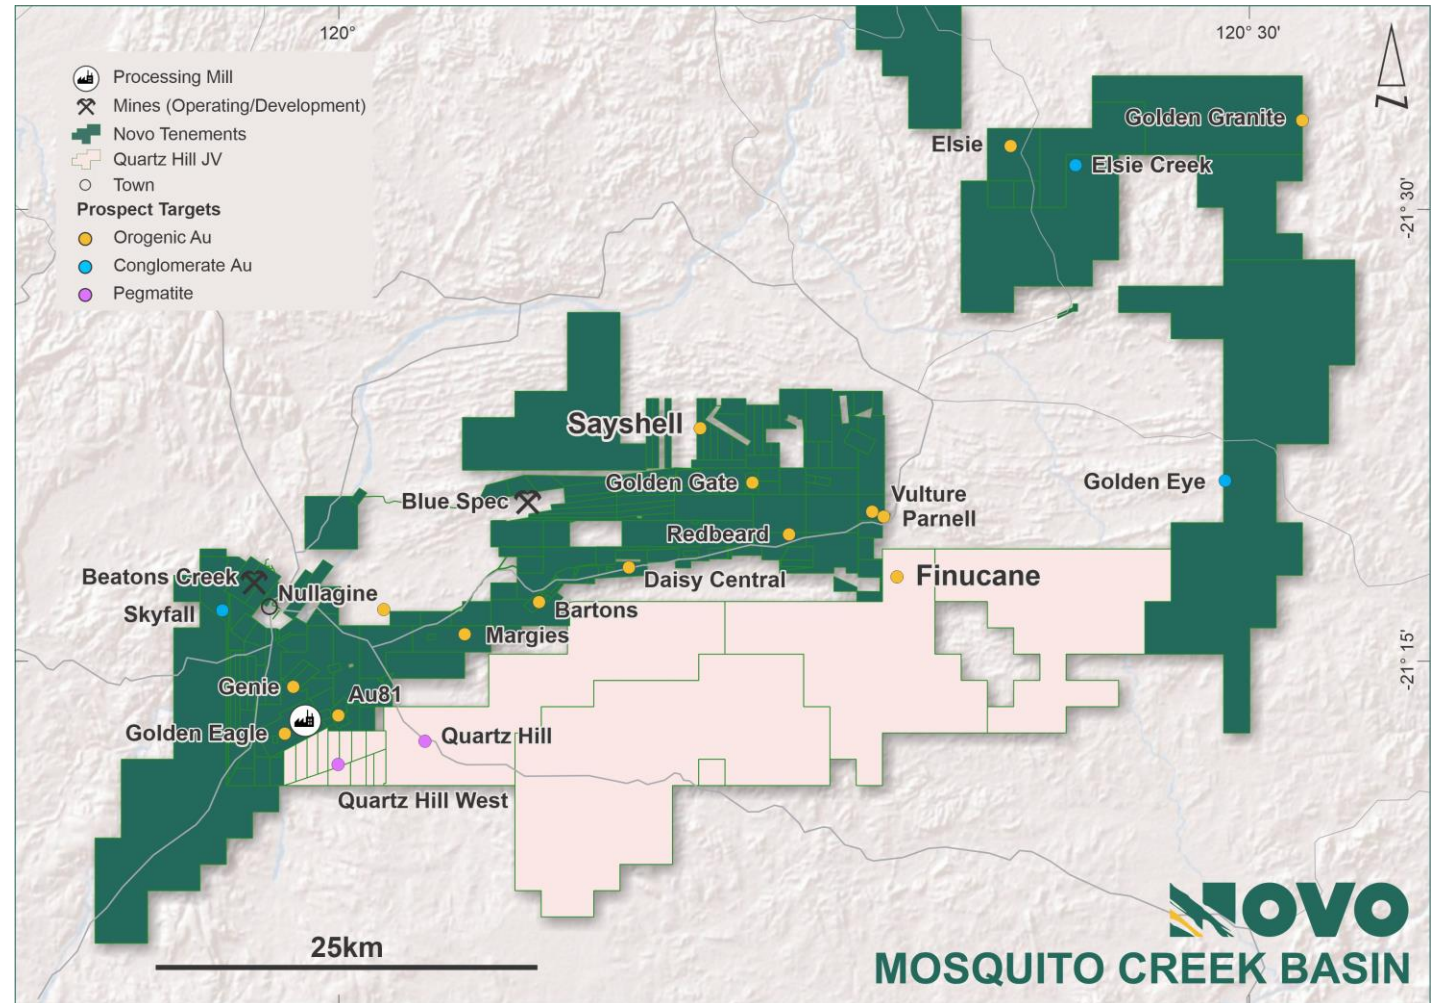 120°
120° 30'
Processing Mill
Mines (Operating/Development)
Novo Tenements
Quartz Hill JV
Town
Prospect Targets
Orogenic Au
Conglomerate Au
Pegmatite
N
Golden Granite
Elsie
Elsie Creek
-21° 30'
Sayshell
Golden Gate
Golden Eye
Blue Spec
Vulture
Parnell
Redbeard
Beatons Creek
Daisy Central
Finucane
Nullagine
Skyfall
Bartons
Margies
-21° 15'
Genie
Au81
Golden Eagle
Quartz Hill
Quartz Hill West
25km
NOVO
MOSQUITO CREEK BASIN